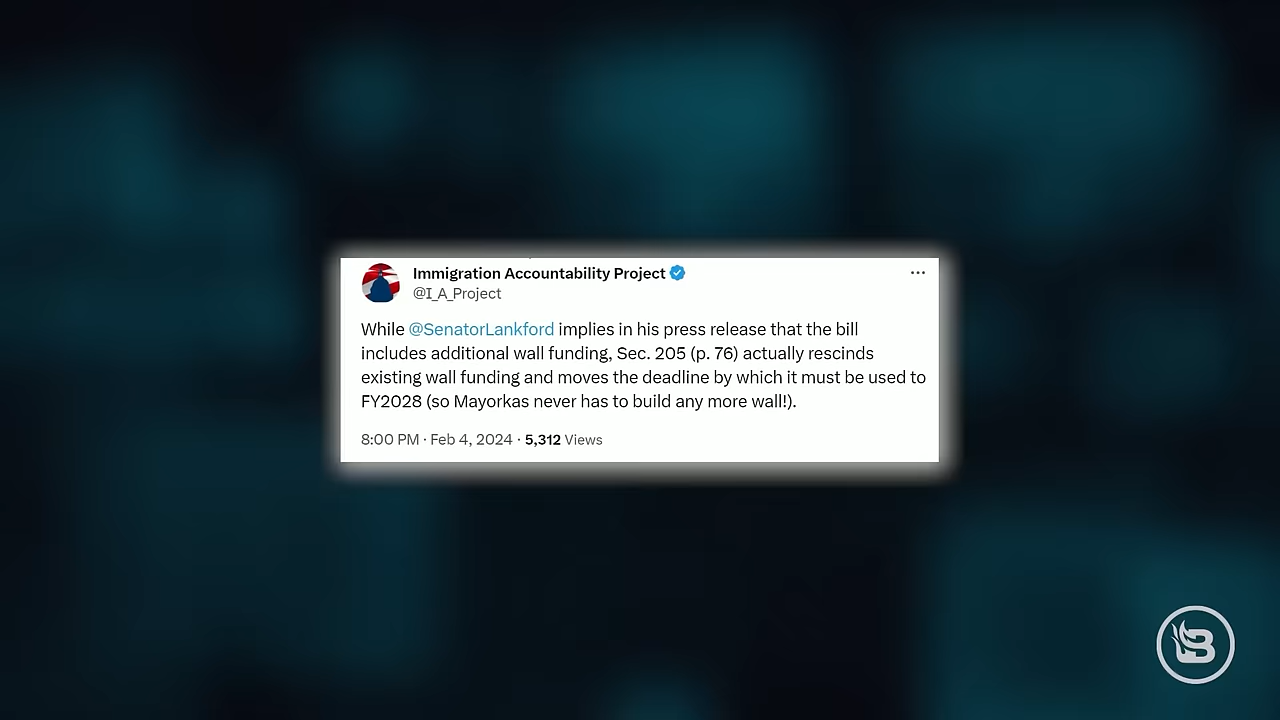 Immigration Accountability Project
@I_A_Project
While @SenatorLankford implies in his press release that the bill
includes additional wall funding, Sec. 205 (p. 76) actually rescinds
existing wall funding and moves the deadline by which it must be used to
FY2028 (so Mayorkas never has to build any more wall!).
8:00 PM · Feb 4, 2024 · 5,312 Views
B